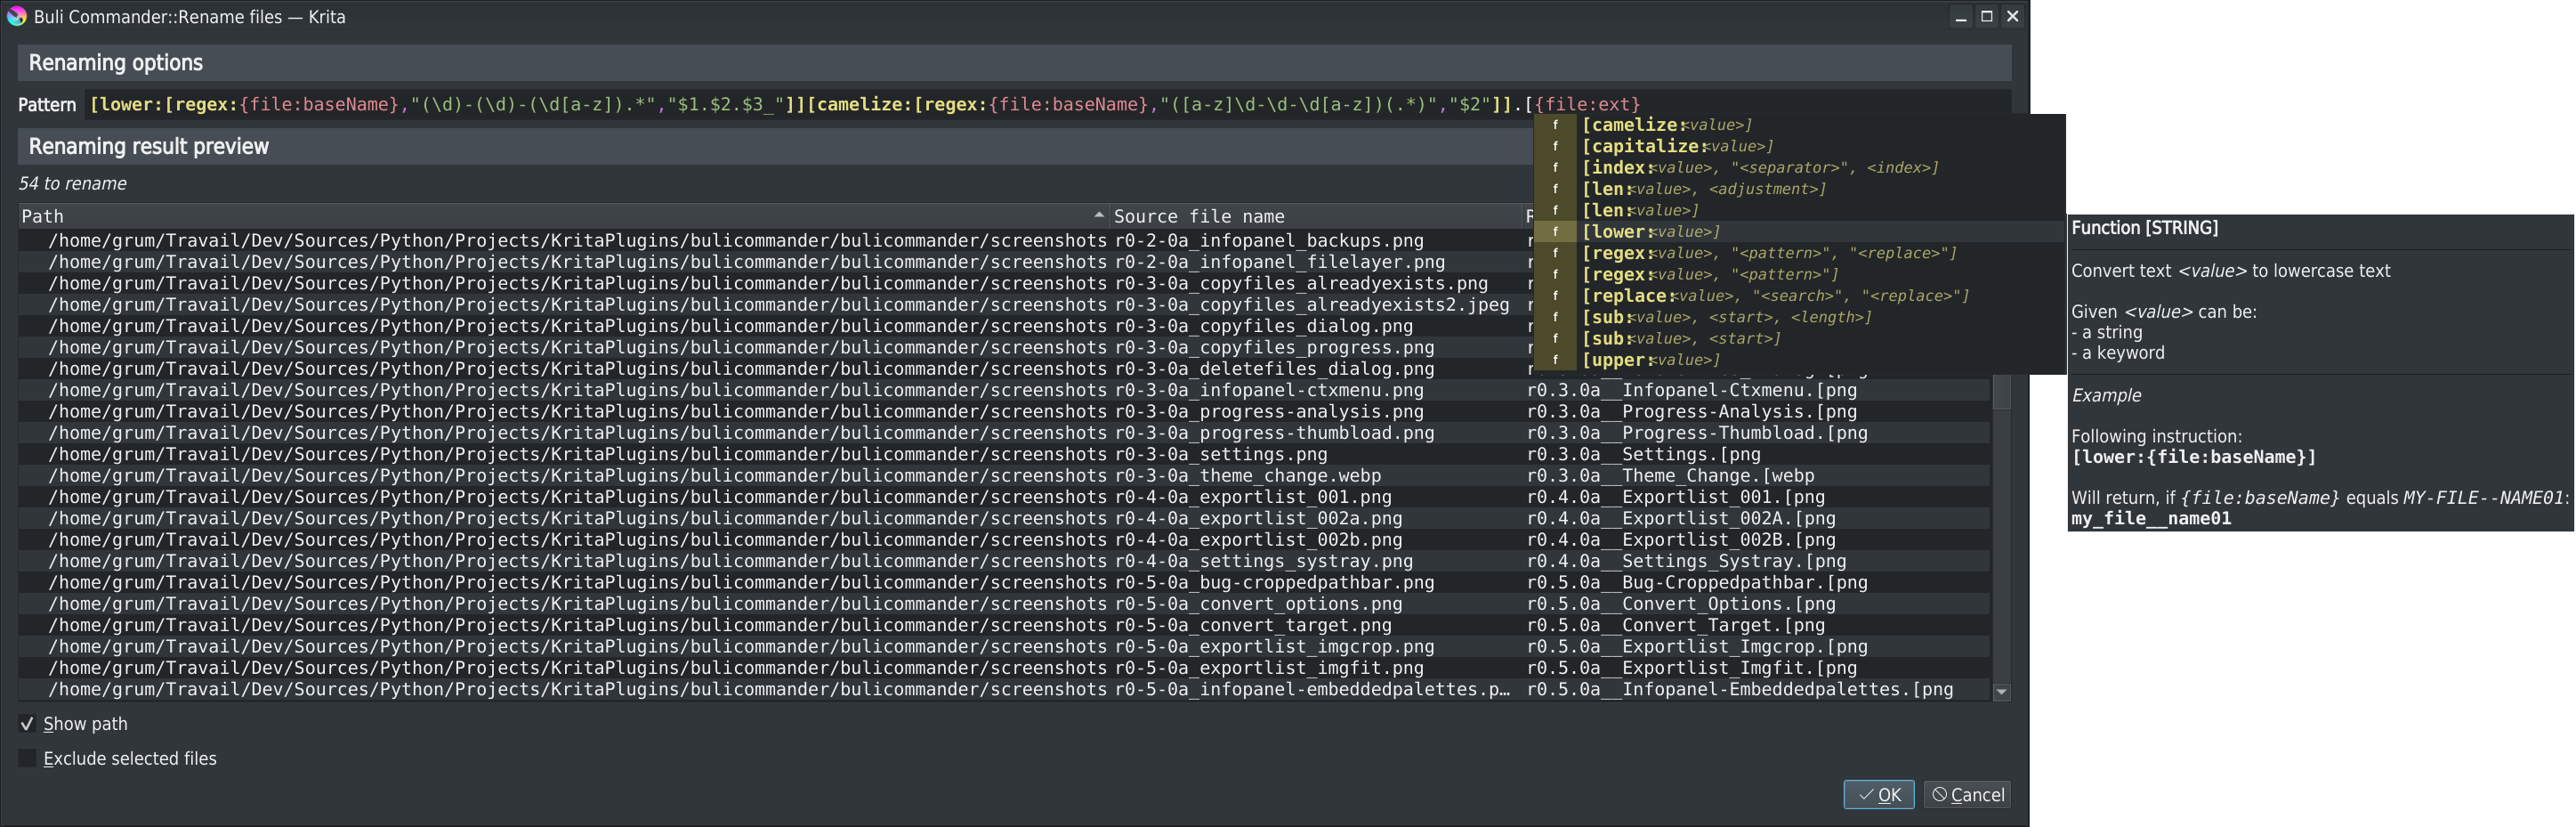 Buli Commander::Rename files — Krita
Renaming options
Pattern [lower:[regex:{file:baseName},"(\d)-(\d)-(\d[a-z]).*","$1.$2.$3_"]][camelize:[regex:{file:baseName},"([a-z]\d-\d-\d[a-z])(.*)","$2"]].[{file:ext}
Renaming result preview
54 to rename
Path Source file name
/home/grum/Travail/Dev/Sources/Python/Projects/KritaPlugins/bulicommander/bulicommander/screenshots r0-2-0a_infopanel_backups.png
/home/grum/Travail/Dev/Sources/Python/Projects/KritaPlugins/bulicommander/bulicommander/screenshots r0-2-0a_infopanel_filelayer.png
/home/grum/Travail/Dev/Sources/Python/Projects/KritaPlugins/bulicommander/bulicommander/screenshots r0-3-0a_copyfiles_alreadyexists.png
/home/grum/Travail/Dev/Sources/Python/Projects/KritaPlugins/bulicommander/bulicommander/screenshots r0-3-0a_copyfiles_alreadyexists2.jpeg
/home/grum/Travail/Dev/Sources/Python/Projects/KritaPlugins/bulicommander/bulicommander/screenshots r0-3-0a_copyfiles_dialog.png
/home/grum/Travail/Dev/Sources/Python/Projects/KritaPlugins/bulicommander/bulicommander/screenshots r0-3-0a_copyfiles_progress.png
/home/grum/Travail/Dev/Sources/Python/Projects/KritaPlugins/bulicommander/bulicommander/screenshots r0-3-0a_deletefiles_dialog.png
/home/grum/Travail/Dev/Sources/Python/Projects/KritaPlugins/bulicommander/bulicommander/screenshots r0-3-0a_infopanel-ctxmenu.png r0.3.0a__Infopanel-Ctxmenu.[png
/home/grum/Travail/Dev/Sources/Python/Projects/KritaPlugins/bulicommander/bulicommander/screenshots r0-3-0a_progress-analysis.png r0.3.0a__Progress-Analysis.[png
/home/grum/Travail/Dev/Sources/Python/Projects/KritaPlugins/bulicommander/bulicommander/screenshots r0-3-0a_progress-thumbload.png r0.3.0a__Progress-Thumbload.[png
/home/grum/Travail/Dev/Sources/Python/Projects/KritaPlugins/bulicommander/bulicommander/screenshots r0-3-0a_settings.png r0.3.0a__Settings.[png
/home/grum/Travail/Dev/Sources/Python/Projects/KritaPlugins/bulicommander/bulicommander/screenshots r0-3-0a_theme_change.webp r0.3.0a__Theme_Change.[webp
/home/grum/Travail/Dev/Sources/Python/Projects/KritaPlugins/bulicommander/bulicommander/screenshots r0-4-0a_exportlist_001.png r0.4.0a__Exportlist_001.[png
/home/grum/Travail/Dev/Sources/Python/Projects/KritaPlugins/bulicommander/bulicommander/screenshots r0-4-0a_exportlist_002a.png r0.4.0a__Exportlist_002A.[png
/home/grum/Travail/Dev/Sources/Python/Projects/KritaPlugins/bulicommander/bulicommander/screenshots r0-4-0a_exportlist_002b.png r0.4.0a__Exportlist_002B.[png
/home/grum/Travail/Dev/Sources/Python/Projects/KritaPlugins/bulicommander/bulicommander/screenshots r0-4-0a_settings_systray.png r0.4.0a__Settings_Systray.[png
/home/grum/Travail/Dev/Sources/Python/Projects/KritaPlugins/bulicommander/bulicommander/screenshots r0-5-0a_bug-croppedpathbar.png r0.5.0a__Bug-Croppedpathbar.[png
/home/grum/Travail/Dev/Sources/Python/Projects/KritaPlugins/bulicommander/bulicommander/screenshots r0-5-0a_convert_options.png r0.5.0a__Convert_Options.[png
/home/grum/Travail/Dev/Sources/Python/Projects/KritaPlugins/bulicommander/bulicommander/screenshots r0-5-0a_convert_target.png r0.5.0a__Convert_Target.[png
/home/grum/Travail/Dev/Sources/Python/Projects/KritaPlugins/bulicommander/bulicommander/screenshots r0-5-0a_exportlist_imgcrop.png r0.5.0a__Exportlist_Imgcrop.[png
/home/grum/Travail/Dev/Sources/Python/Projects/KritaPlugins/bulicommander/bulicommander/screenshots r0-5-0a_exportlist_imgfit.png r0.5.0a__Exportlist_Imgfit.[png
/home/grum/Travail/Dev/Sources/Python/Projects/KritaPlugins/bulicommander/bulicommander/screenshots r0-5-0a_infopanel-embeddedpalettes.p… r0.5.0a__Infopanel-Embeddedpalettes.[png
Show path
Exclude selected files
OK Cancel
f [camelize:<value>]
f [capitalize:<value>]
f [index:<value>, "<separator>", <index>]
f [len:<value>, <adjustment>]
f [len:<value>]
f [lower:<value>]
f [regex:<value>, "<pattern>", "<replace>"]
f [regex:<value>, "<pattern>"]
f [replace:<value>, "<search>", "<replace>"]
f [sub:<value>, <start>, <length>]
f [sub:<value>, <start>]
f [upper:<value>]
Function [STRING]
Convert text <value> to lowercase text
Given <value> can be:
- a string
- a keyword
Example
Following instruction:
[lower:{file:baseName}]
Will return, if {file:baseName} equals MY-FILE--NAME01:
my_file__name01